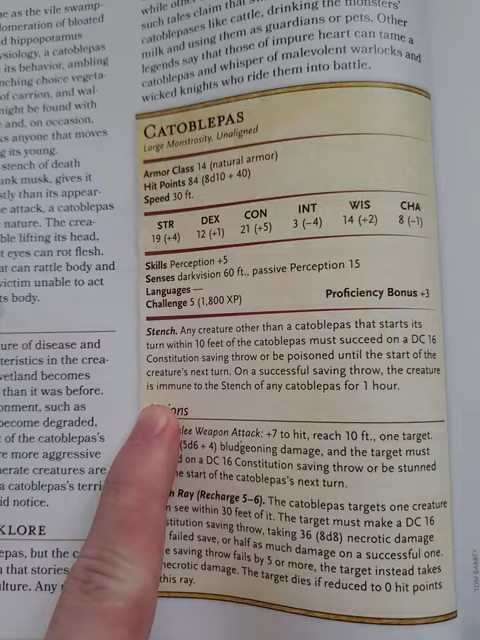 ne as the vile swamp-
lomeration of bloated
d hippopotamus
ysiology, a catoblepas
its behavior, ambling
nching choice vegeta-
of carrion, and wal-
night be found with
e and, on occasion,
ks anyone that moves
g its young.
stench of death
unk musk, gives it
stly than its appear-
e attack, a catoblepas
nature. The crea-
ble lifting its head,
t eyes can rot flesh.
at can rattle body and
victim unable to act
ts body.
ure of disease and
teristics in the crea-
wetland becomes
than it was before.
onment, such as
become degraded,
t of the catoblepas's
e more aggressive
nerate creatures are
a catoblepas's terri-
id notice.
KLORE
epas, but the c
n that stories
ulture. Any
while othe
such tales claim that
catoblepases like cattle, drinking the monsters'
milk and using them as guardians or pets. Other
legends say that those of impure heart can tame a
catoblepas and whisper of malevolent warlocks and
wicked knights who ride them into battle.
CATOBLEPAS
Large Monstrosity, Unaligned
Armor Class 14 (natural armor)
Hit Points 84 (8d10 + 40)
Speed 30 ft.
STR DEX CON INT WIS CHA
19 (+4) 12 (+1) 21 (+5) 3 (−4) 14 (+2) 8 (−1)
Skills Perception +5
Senses darkvision 60 ft., passive Perception 15
Languages —
Challenge 5 (1,800 XP) Proficiency Bonus +3
Stench. Any creature other than a catoblepas that starts its
turn within 10 feet of the catoblepas must succeed on a DC 16
Constitution saving throw or be poisoned until the start of the
creature's next turn. On a successful saving throw, the creature
is immune to the Stench of any catoblepas for 1 hour.
ions
lee Weapon Attack: +7 to hit, reach 10 ft., one target.
(5d6 + 4) bludgeoning damage, and the target must
d on a DC 16 Constitution saving throw or be stunned
he start of the catoblepas's next turn.
h Ray (Recharge 5–6). The catoblepas targets one creature
n see within 30 feet of it. The target must make a DC 16
stitution saving throw, taking 36 (8d8) necrotic damage
failed save, or half as much damage on a successful one.
e saving throw fails by 5 or more, the target instead takes
necrotic damage. The target dies if reduced to 0 hit points
this ray.
TOM BABBEY